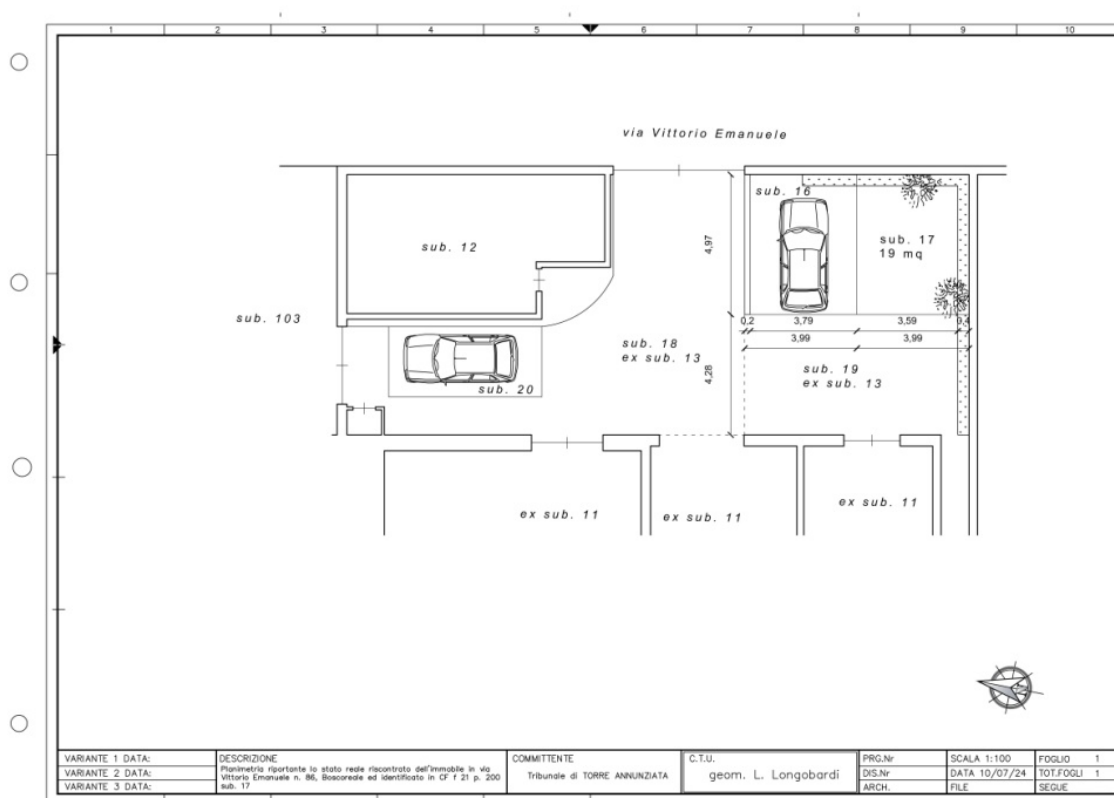 1 2 3 4 5 6 7 8 9 10
via Vittorio Emanuele
sub. 16
sub. 12
sub. 17
19 mq
4,97
sub. 103
0,2 3,79 3,59 0,4
3,99 3,99
sub. 18
ex sub. 13
4,28
sub. 19
ex sub. 13
sub. 20
ex sub. 11
ex sub. 11
ex sub. 11
VARIANTE 1 DATA:
VARIANTE 2 DATA:
VARIANTE 3 DATA:
DESCRIZIONE
Planimetria riportante lo stato reale riscontrato dell'immobile in via
Vittorio Emanuele n. 86, Boscoreale ed identificato in CF f 21 p. 200
sub. 17
COMMITTENTE
Tribunale di TORRE ANNUNZIATA
C.T.U.
geom. L. Longobardi
PRG.Nr
DIS.Nr
ARCH.
SCALA 1:100
DATA 10/07/24
FILE
FOGLIO 1
TOT.FOGLI 1
SEGUE